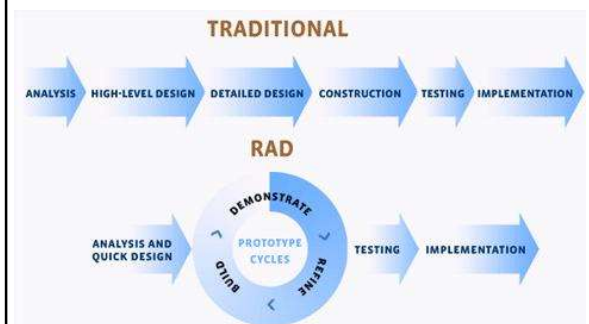 TRADITIONAL
ANALYSIS HIGH-LEVEL DESIGN DETAILED DESIGN CONSTRUCTION TESTING IMPLEMENTATION
RAD
ANALYSIS AND
QUICK DESIGN
DEMONSTRATE
REFINE
BUILD
PROTOTYPE
CYCLES
TESTING
IMPLEMENTATION